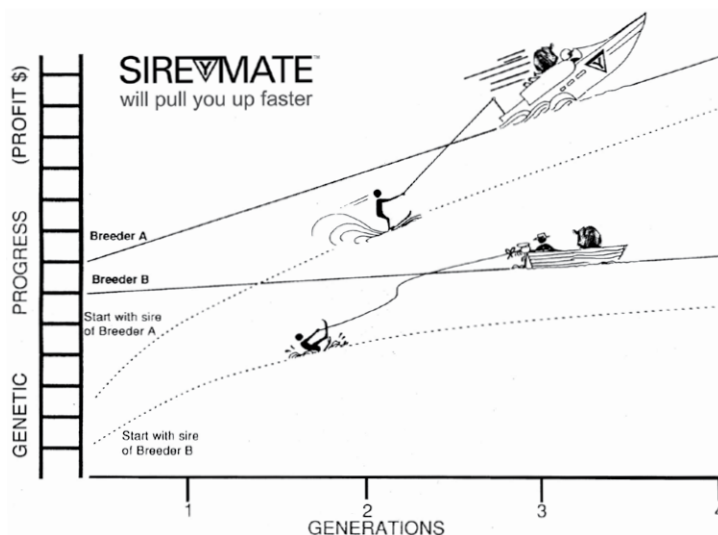 SIREMATE™
will pull you up faster
GENETIC PROGRESS (PROFIT $)
Breeder A
Breeder B
Start with sire
of Breeder A
Start with sire
of Breeder B
1 2 3 4
GENERATIONS